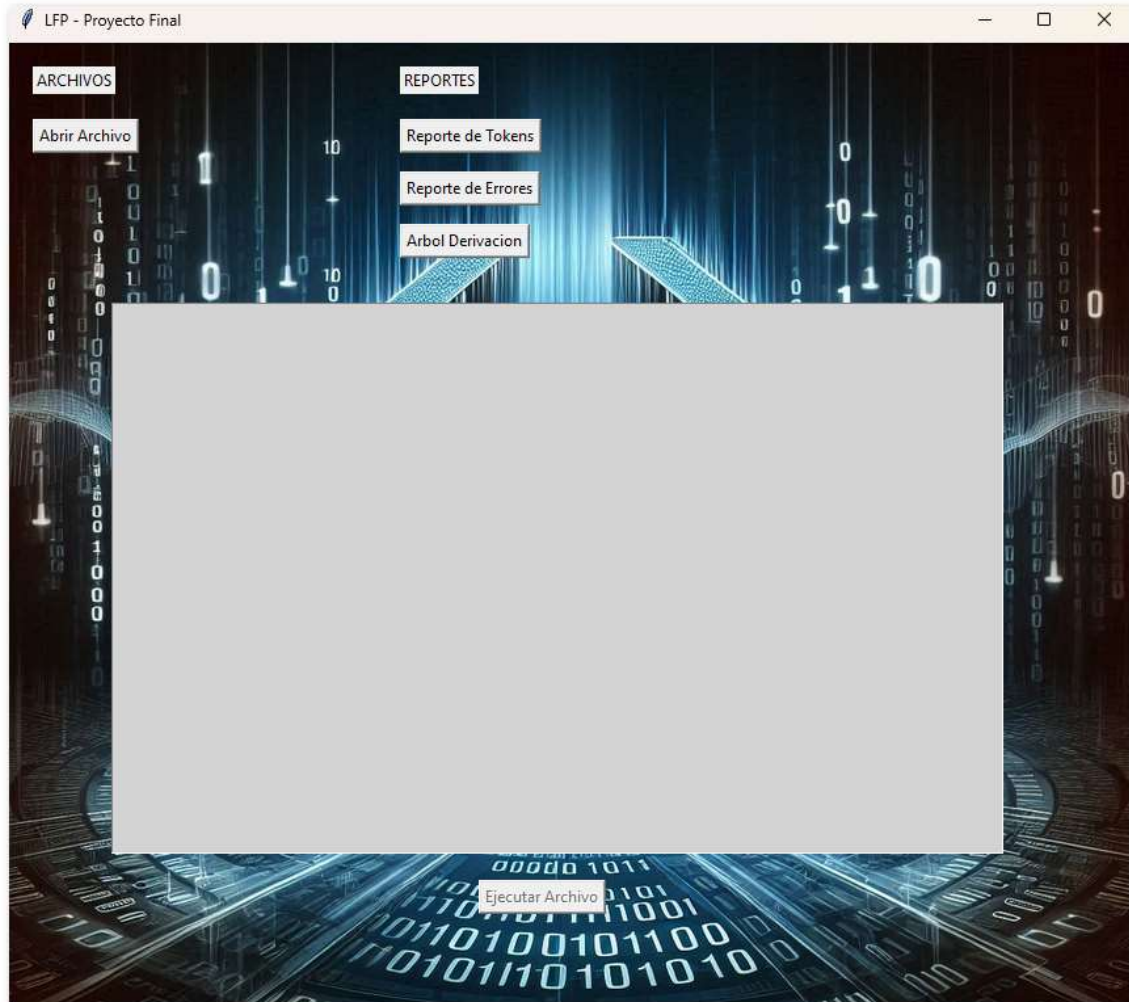 LFP - Proyecto Final
ARCHIVOS
REPORTES
Abrir Archivo
Reporte de Tokens
Reporte de Errores
Arbol Derivacion
Ejecutar Archivo